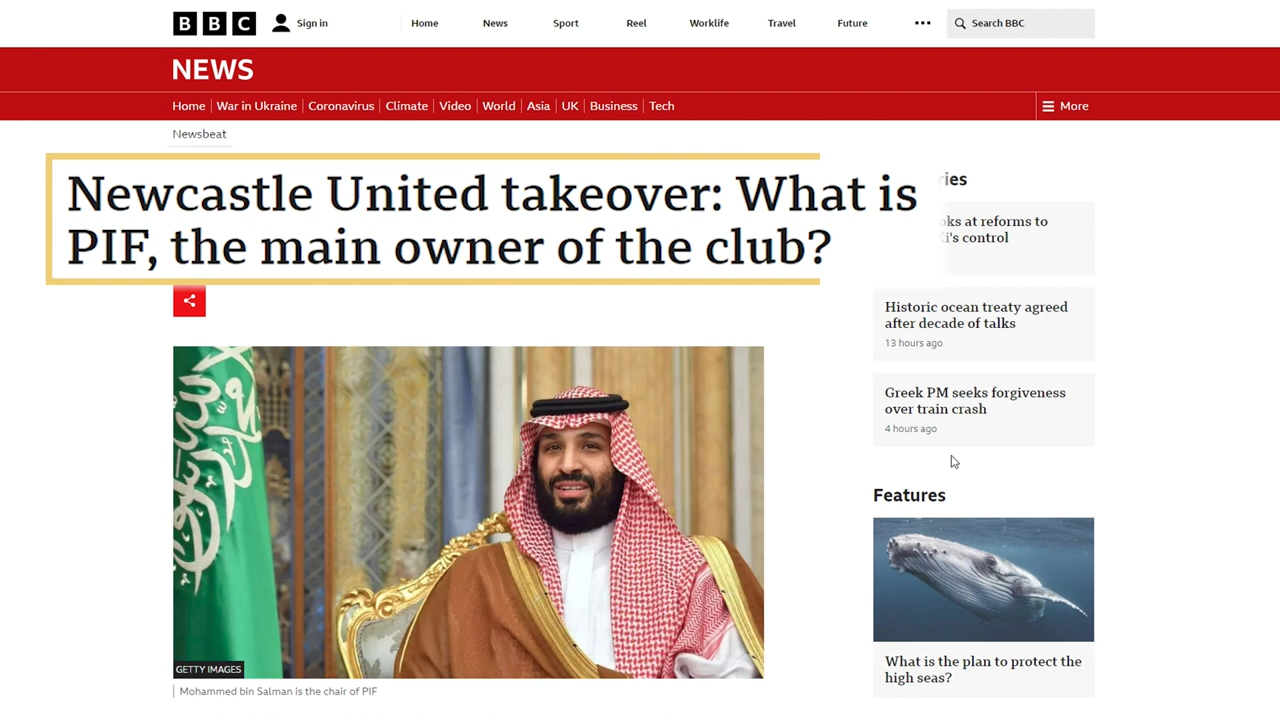 BBC
Sign in
Home
News
Sport
Reel
Worklife
Travel
Future
Search BBC
NEWS
Home
War in Ukraine
Coronavirus
Climate
Video
World
Asia
UK
Business
Tech
More
Newsbeat
Newcastle United takeover: What is
PIF, the main owner of the club?
at reforms to
control
Historic ocean treaty agreed
after decade of talks
13 hours ago
Greek PM seeks forgiveness
over train crash
4 hours ago
Features
GETTY IMAGES
Mohammed bin Salman is the chair of PIF
What is the plan to protect the
high seas?